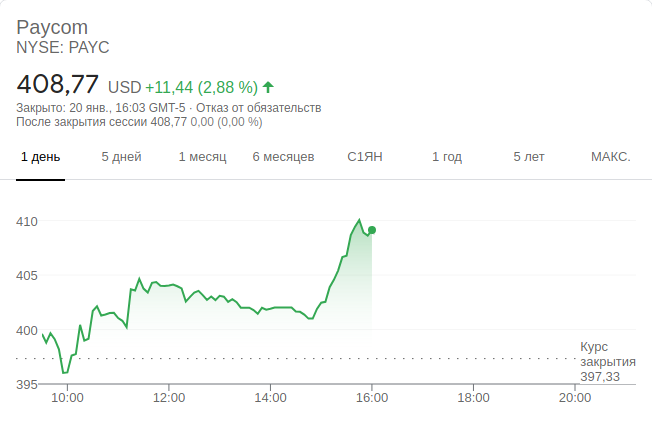 Paycom
NYSE: PAYC
408,77 USD +11,44 (2,88 %)
Закрыто: 20 янв., 16:03 GMT-5 · Отказ от обязательств
После закрытия сессии 408,77 0,00 (0,00 %)
1 день 5 дней 1 месяц 6 месяцев С1ЯН 1 год 5 лет МАКС.
410
405
400
Курс
закрытия
397,33
395
10:00 12:00 14:00 16:00 18:00 20:00